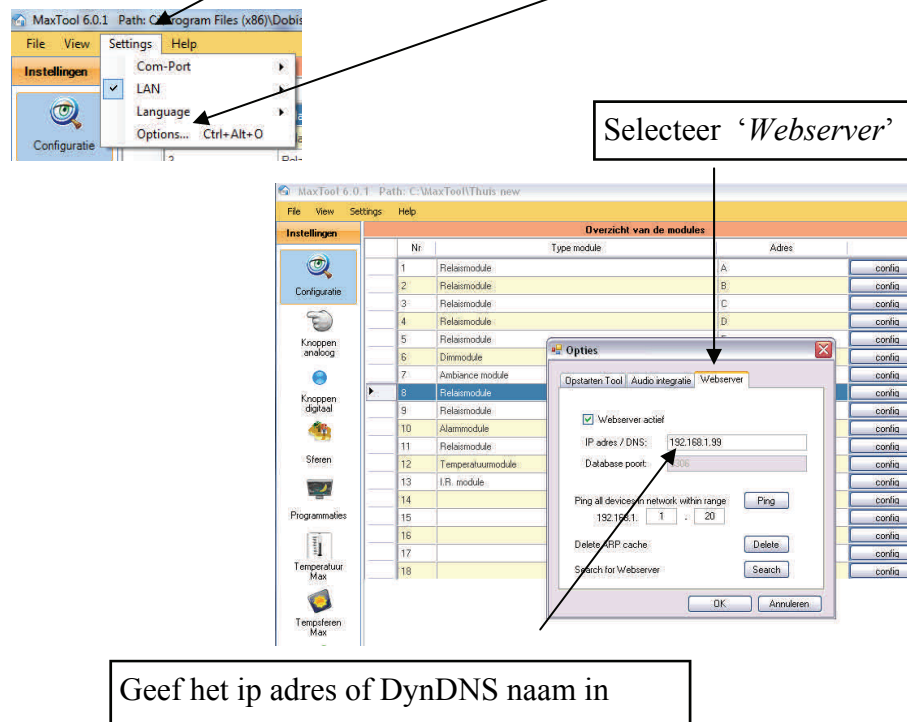 MaxTool 6.0.1 Path: C:\Program Files (x86)\Dobis
File View Settings Help
Instellingen
Com-Port
LAN
Language
Options... Ctrl+Alt+O
Configuratie
Selecteer ‘Webserver’
MaxTool 6.0.1 Path: C:\MaxTool\Thuis new
File View Settings Help
Instellingen
Overzicht van de modules
Nr Type module Adres
1 Relaismodule A config
2 Relaismodule B config
3 Relaismodule C config
4 Relaismodule D config
5 Relaismodule config
6 Dimmodule config
7 Ambiance module config
8 Relaismodule config
9 Relaismodule config
10 Alarmmodule config
11 Relaismodule config
12 Temperatuurmodule config
13 I.R. module config
14 config
15 config
16 config
17 config
18 config
Configuratie
Knoppen
analoog
Knoppen
digitaal
Sferen
Programmaties
Temperatuur
Max
Tempsferen
Max
Opties
Opstarten Tool Audio integratie Webserver
Webserver actief
IP adres / DNS: 192.168.1.99
Database poort: 3306
Ping all devices in network within range Ping
192.168.1. 1 . 20
Delete ARP cache Delete
Search for Webserver Search
OK Annuleren
Geef het ip adres of DynDNS naam in